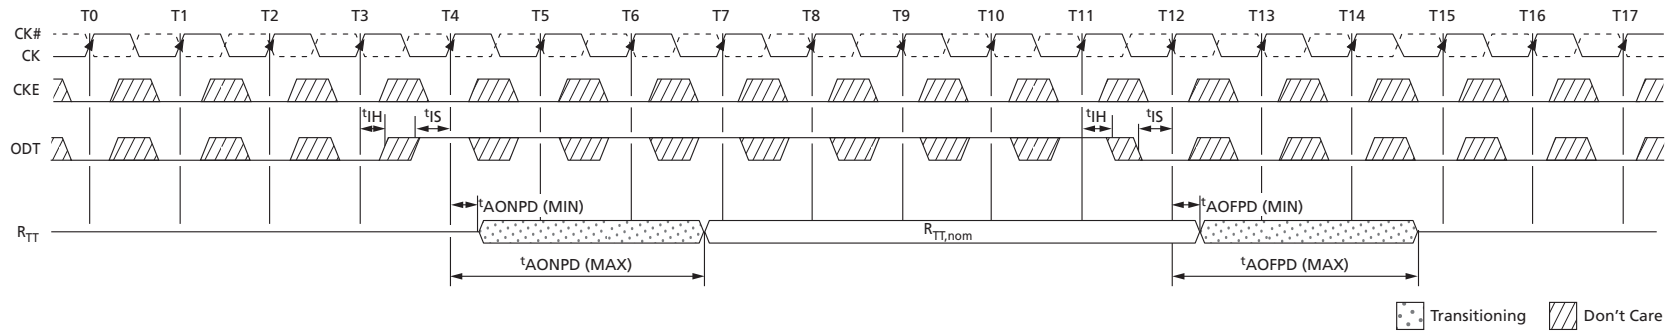 T0 T1 T2 T3 T4 T5 T6 T7 T8 T9 T10 T11 T12 T13 T14 T15 T16 T17
CK#
CK
CKE
tIH tIS tIH tIS
ODT
tAONPD (MIN) tAOFPD (MIN)
RTT RTT,nom
tAONPD (MAX) tAOFPD (MAX)
Transitioning Don't Care